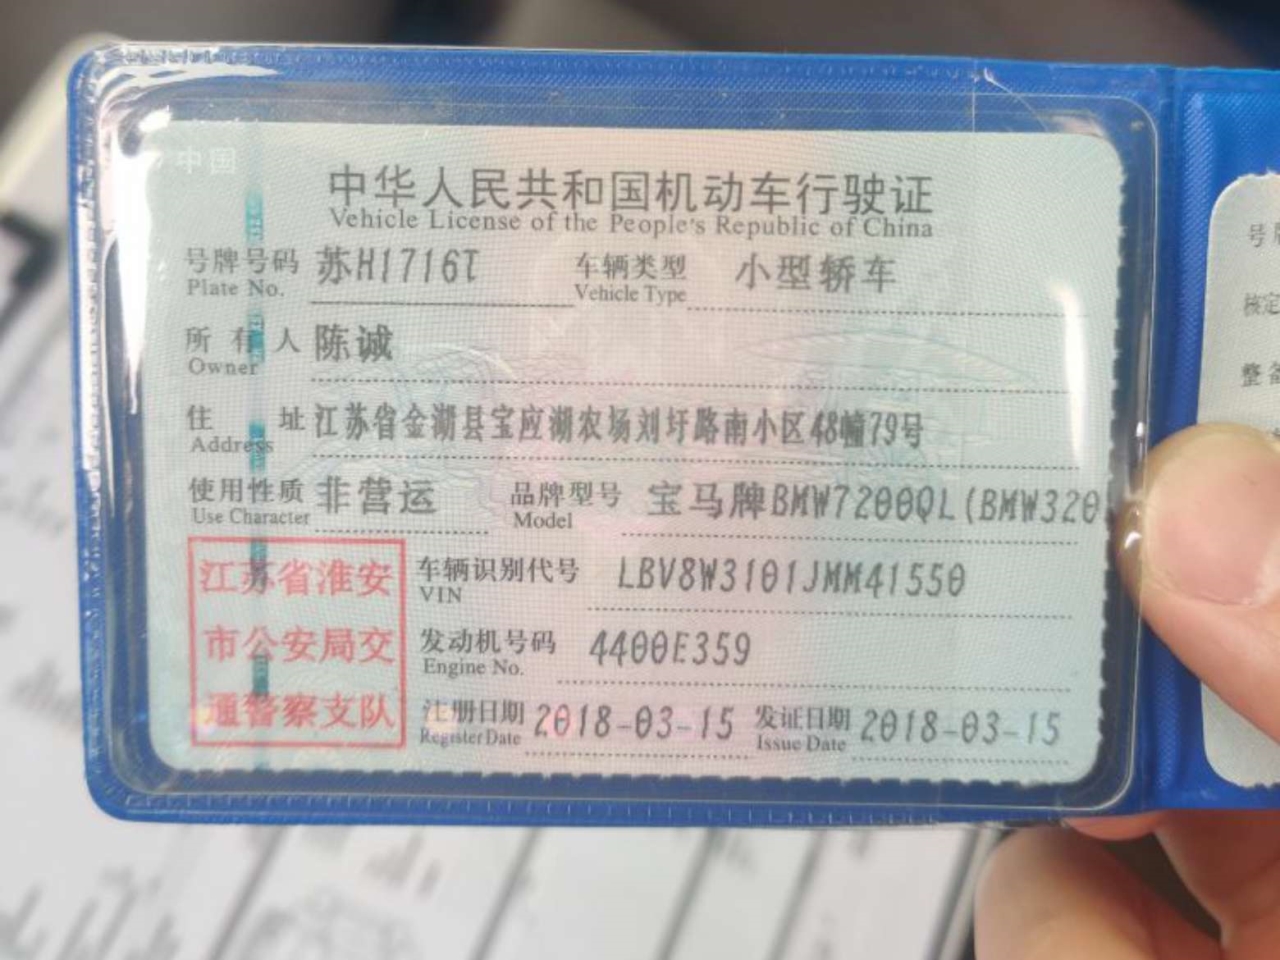 中国
中华人民共和国机动车行驶证
Vehicle License of the People's Republic of China
号牌号码 苏H1716T 车辆类型 小型轿车
Plate No. Vehicle Type
所有人 陈诚
Owner
住址 江苏省金湖县宝应湖农场刘圩路南小区48幢79号
Address
使用性质 非营运 品牌型号 宝马牌BMW7200QL(BMW320
Use Character Model
江苏省淮安
市公安局交
通警察支队
车辆识别代号 LBV8W3101JMM41550
VIN
发动机号码 4400E359
Engine No.
注册日期 2018-03-15 发证日期 2018-03-15
Register Date Issue Date
号
核定
整备